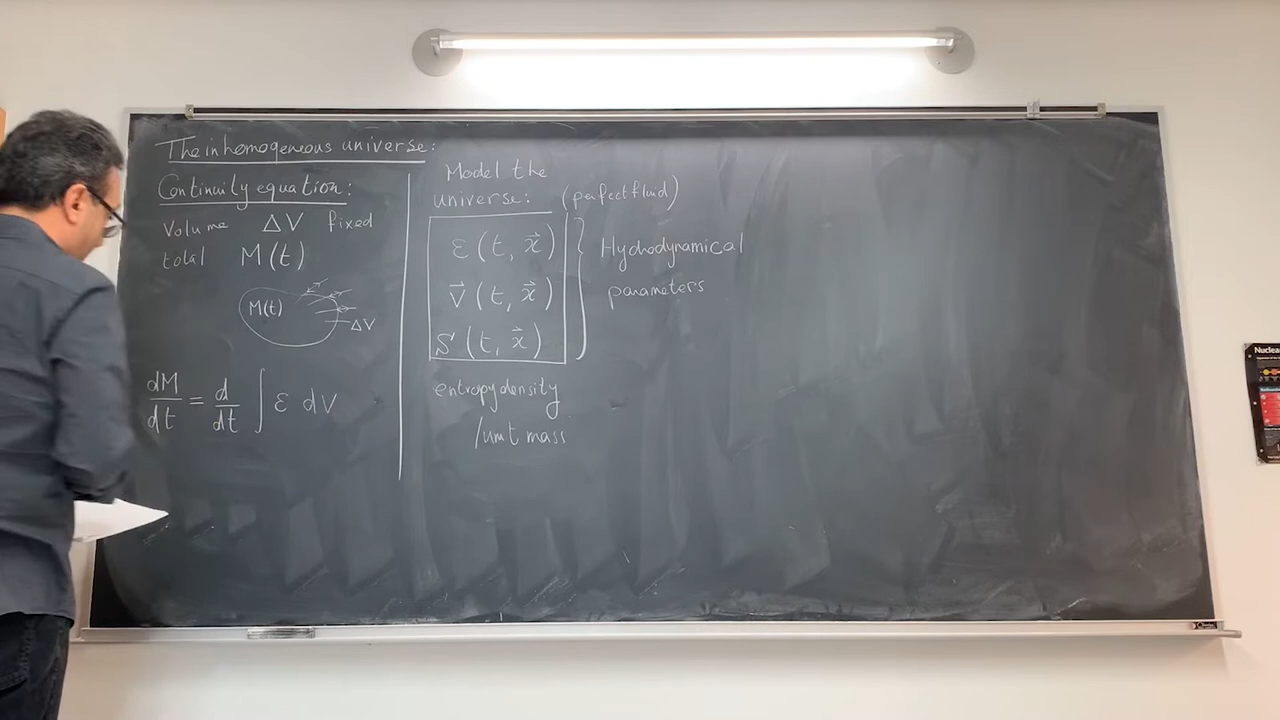 The inhomogeneous universe:
Continuity equation:
Volume ΔV fixed
total M(t)
M(t)
ΔV
dM/dt = d/dt ∫ ε dV
Model the
universe: (perfect fluid)
ε (t, x⃗)
v⃗ (t, x⃗)
S (t, x⃗)
Hydrodynamical
parameters
entropy density
/unit mass
Nuclear